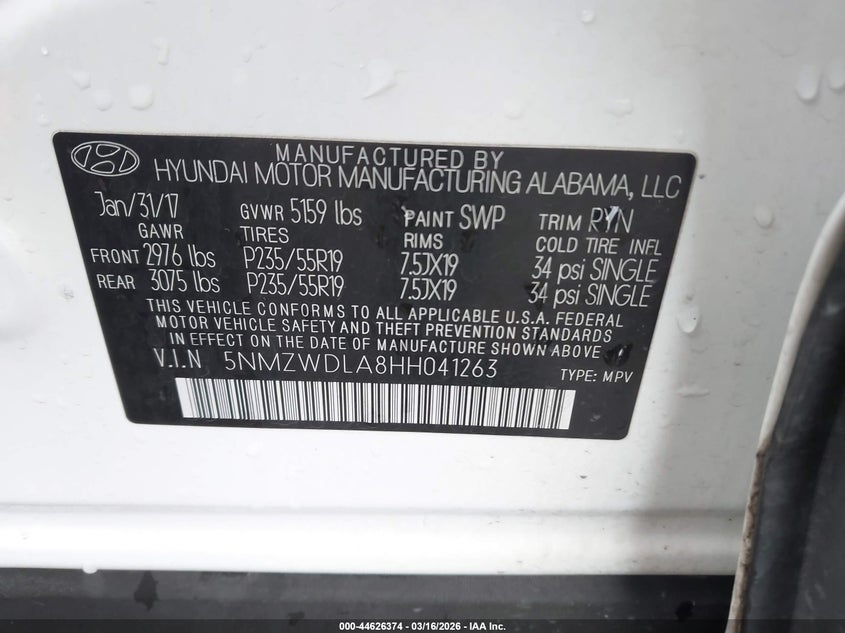 MANUFACTURED BY
HYUNDAI MOTOR MANUFACTURING ALABAMA, LLC
Jan/31/17 GVWR 5159 lbs PAINT SWP TRIM RYN
GAWR TIRES RIMS COLD TIRE INFL
FRONT 2976 lbs P235/55R19 7.5JX19 34 psi SINGLE
REAR 3075 lbs P235/55R19 7.5JX19 34 psi SINGLE
THIS VEHICLE CONFORMS TO ALL APPLICABLE U.S.A. FEDERAL
MOTOR VEHICLE SAFETY AND THEFT PREVENTION STANDARDS
IN EFFECT ON THE DATE OF MANUFACTURE SHOWN ABOVE
V.I.N 5NMZWDLA8HH041263 TYPE: MPV
000-44626374 - 03/16/2026 - IAA Inc.